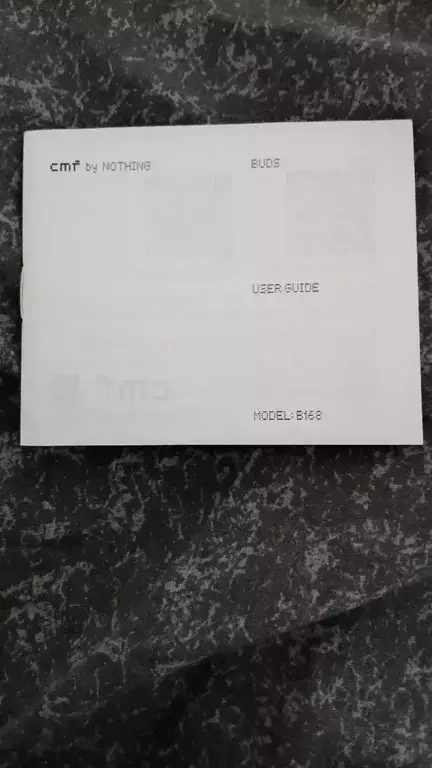 cmf by NOTHING
BUDS
USER GUIDE
MODEL: B168